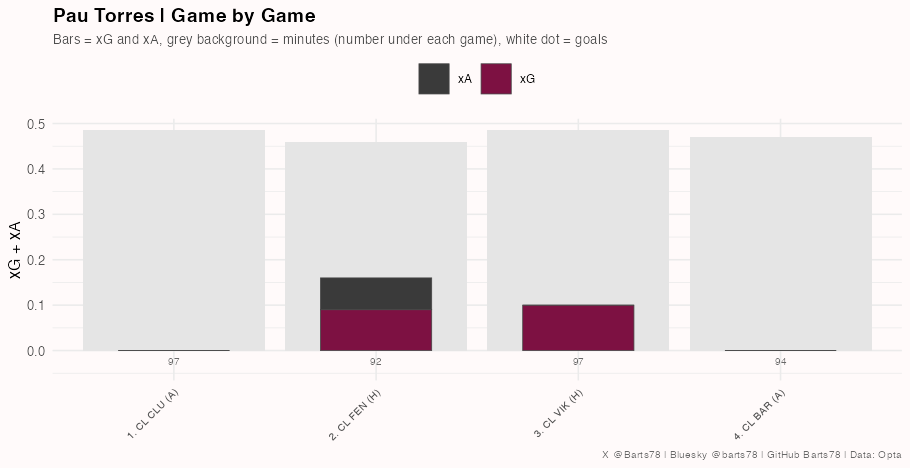 Pau Torres | Game by Game
Bars = xG and xA, grey background = minutes (number under each game), white dot = goals
xA xG
xG + xA
0.5
0.4
0.3
0.2
0.1
0.0
97 92 97 94
1. CL CLU (A) 2. CL FEN (H) 3. CL VIK (H) 4. CL BAR (A)
X @Barts78 | Bluesky @barts78 | GitHub Barts78 | Data: Opta